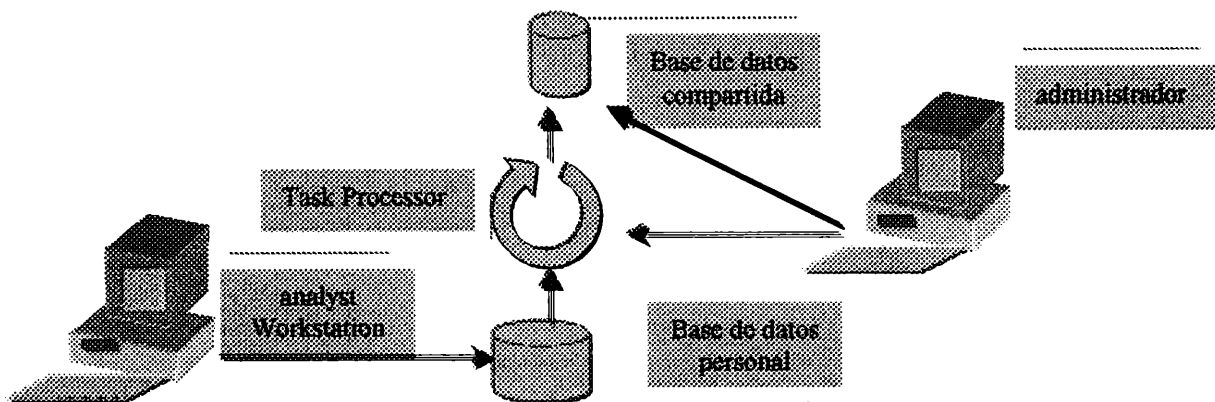 Base de datos
compartida
administrador
Task Processor
analyst
Workstation
Base de datos
personal